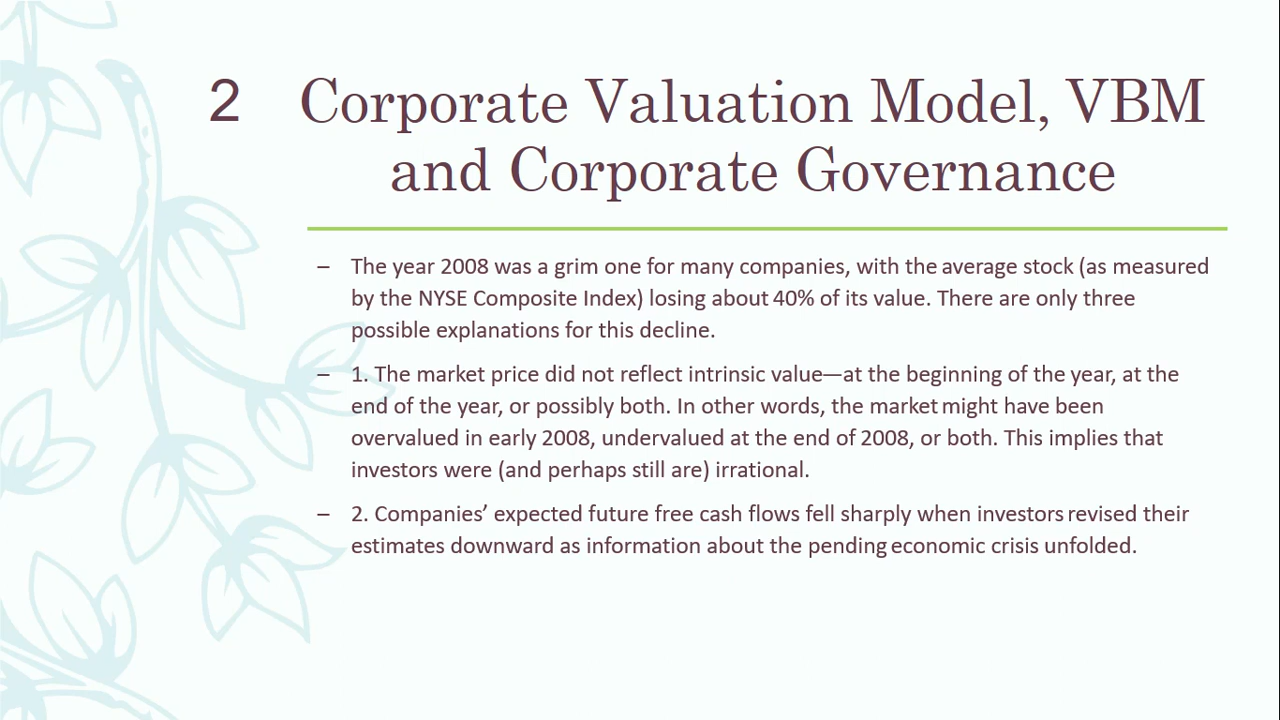 2 Corporate Valuation Model, VBM
and Corporate Governance
– The year 2008 was a grim one for many companies, with the average stock (as measured
by the NYSE Composite Index) losing about 40% of its value. There are only three
possible explanations for this decline.
– 1. The market price did not reflect intrinsic value—at the beginning of the year, at the
end of the year, or possibly both. In other words, the market might have been
overvalued in early 2008, undervalued at the end of 2008, or both. This implies that
investors were (and perhaps still are) irrational.
– 2. Companies’ expected future free cash flows fell sharply when investors revised their
estimates downward as information about the pending economic crisis unfolded.